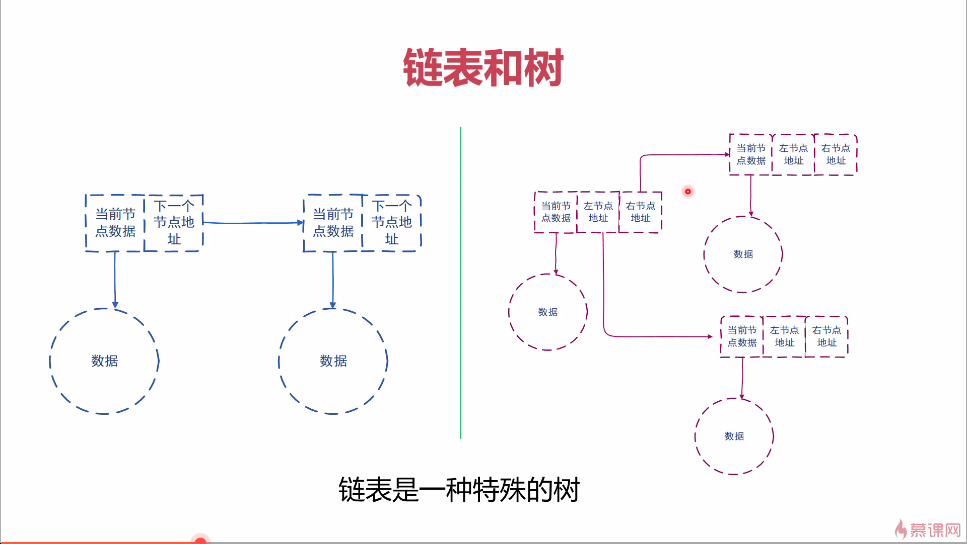 链表和树
当前节
点数据
下一个
节点地
址
当前节
点数据
下一个
节点地
址
数据
数据
当前节
点数据
左节点
地址
右节点
地址
数据
当前节
点数据
左节点
地址
右节点
地址
数据
当前节
点数据
左节点
地址
右节点
地址
数据
链表是一种特殊的树
慕课网